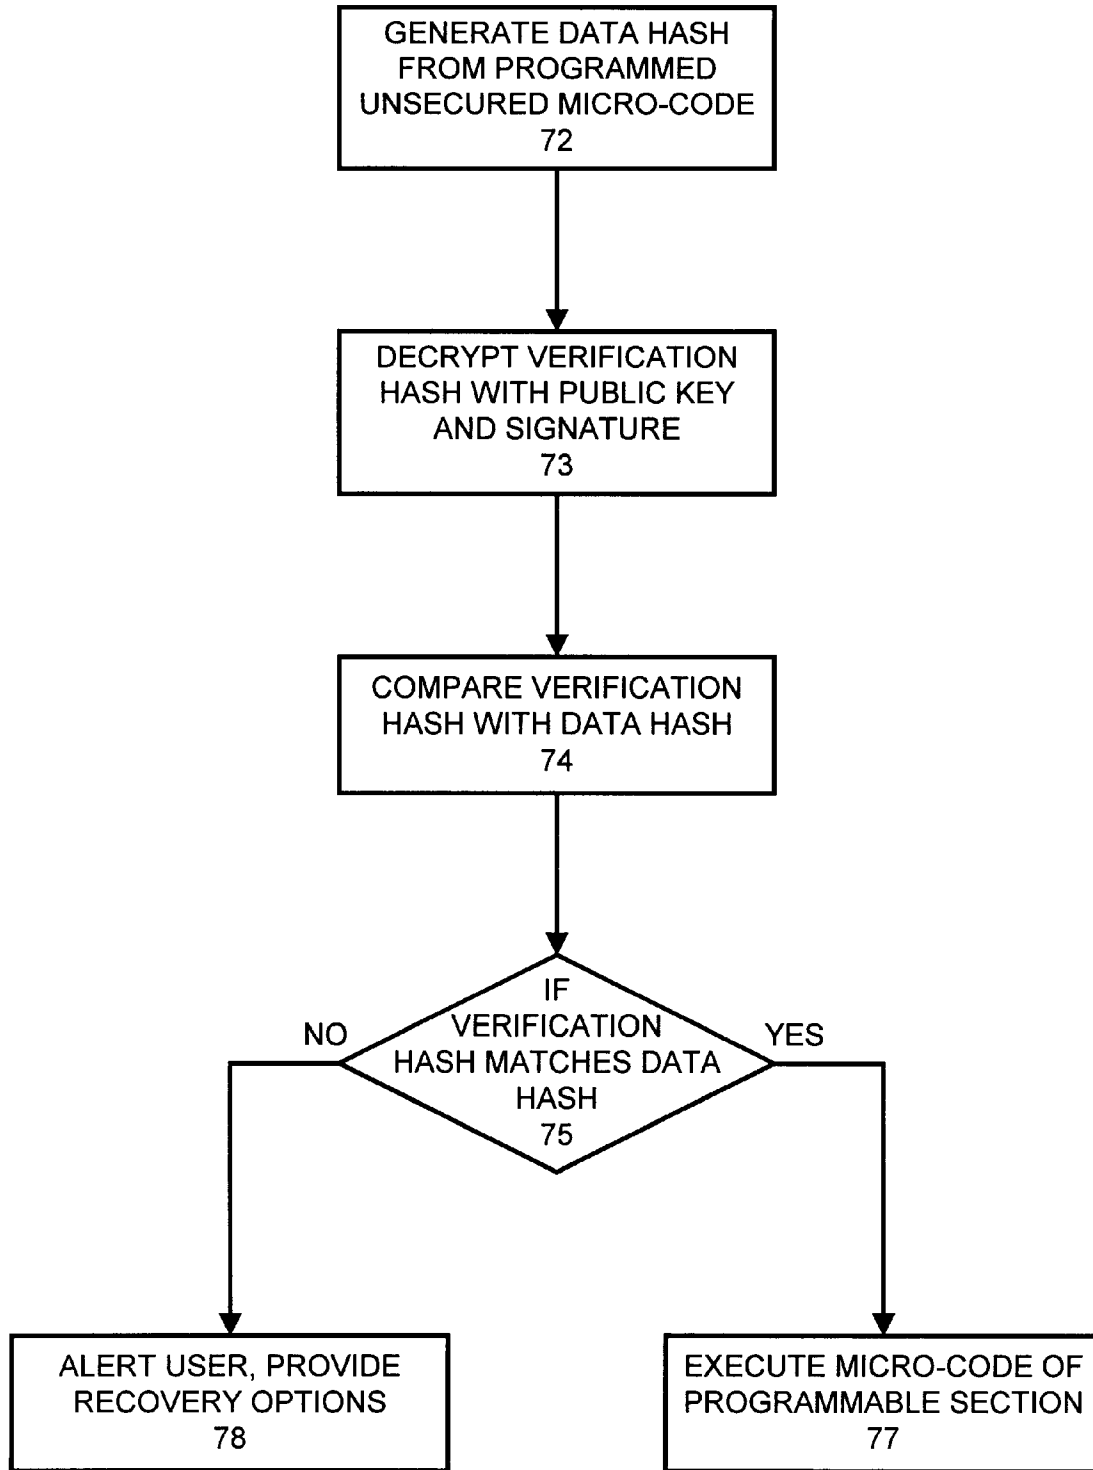 GENERATE DATA HASH
FROM PROGRAMMED
UNSECURED MICRO-CODE
72
DECRYPT VERIFICATION
HASH WITH PUBLIC KEY
AND SIGNATURE
73
COMPARE VERIFICATION
HASH WITH DATA HASH
74
IF
VERIFICATION
HASH MATCHES DATA
HASH
75
NO
YES
ALERT USER, PROVIDE
RECOVERY OPTIONS
78
EXECUTE MICRO-CODE OF
PROGRAMMABLE SECTION
77